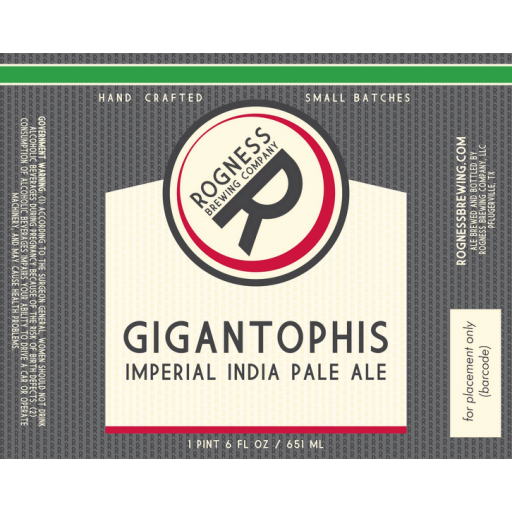 HAND CRAFTED
SMALL BATCHES
ROGNESS
BREWING COMPANY
R
GIGANTOPHIS
IMPERIAL INDIA PALE ALE
1 PINT 6 FL OZ / 651 ML
GOVERNMENT WARNING (1) ACCORDING TO THE SURGEON GENERAL, WOMEN SHOULD NOT DRINK
ALCOHOLIC BEVERAGES DURING PREGNANCY BECAUSE OF THE RISK OF BIRTH DEFECTS. (2)
CONSUMPTION OF ALCOHOLIC BEVERAGES IMPAIRS YOUR ABILITY TO DRIVE A CAR OR OPERATE
MACHINERY, AND MAY CAUSE HEALTH PROBLEMS.
ROGNESSBREWING.COM
ALE BREWED AND BOTTLED BY
ROGNESS BREWING COMPANY, LLC
PFLUGERVILLE, TX
for placement only
(barcode)